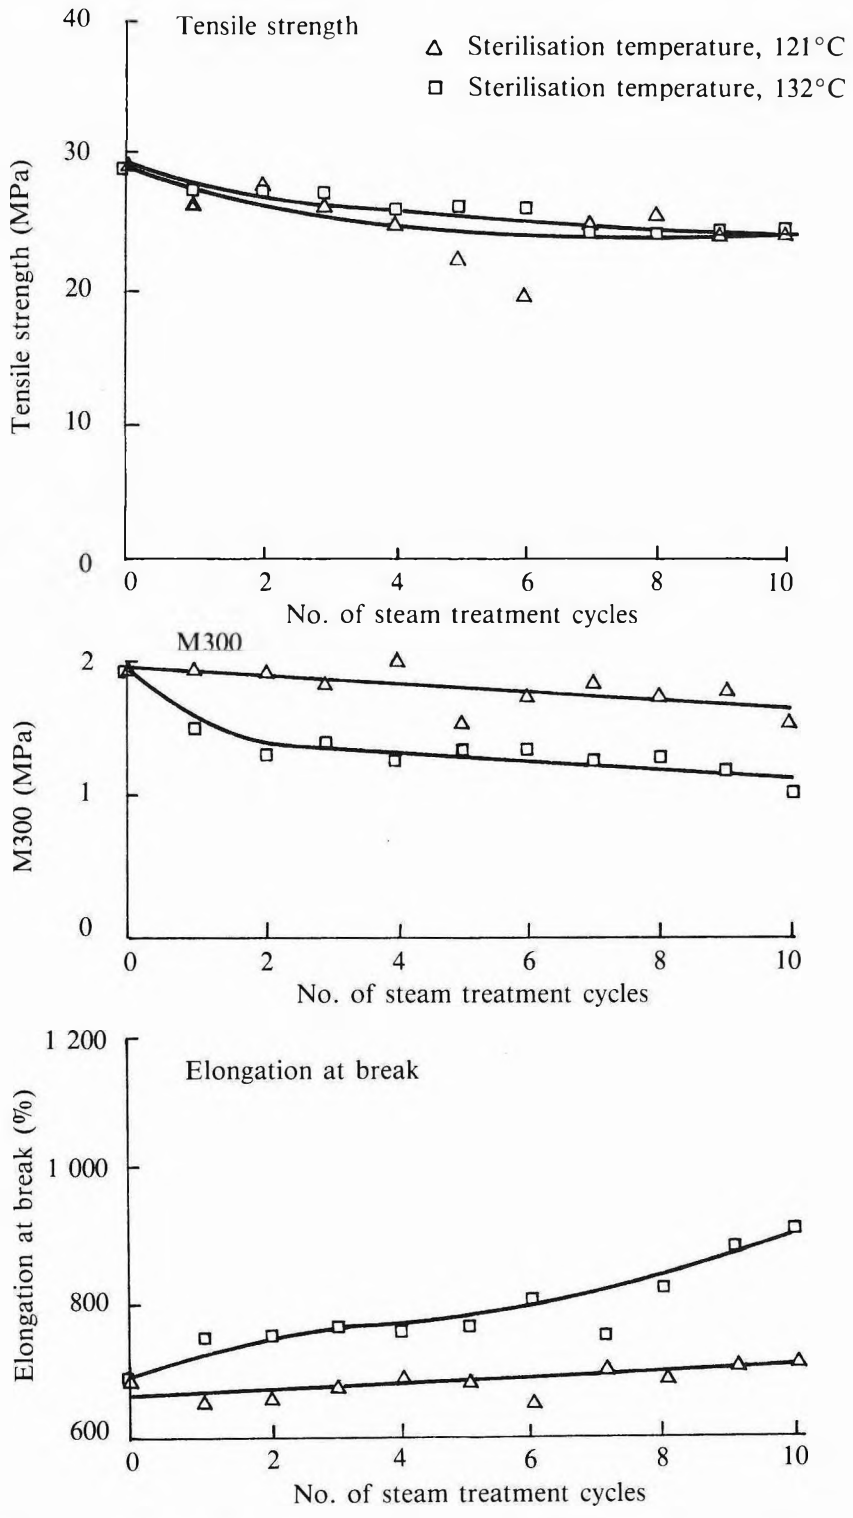 40
Tensile strength
△ Sterilisation temperature, 121°C
□ Sterilisation temperature, 132°C
30
20
10
0
Tensile strength (MPa)
0 2 4 6 8 10
No. of steam treatment cycles
M300
2
1
0
M300 (MPa)
0 2 4 6 8 10
No. of steam treatment cycles
1 200
Elongation at break
1 000
800
600
Elongation at break (%)
0 2 4 6 8 10
No. of steam treatment cycles